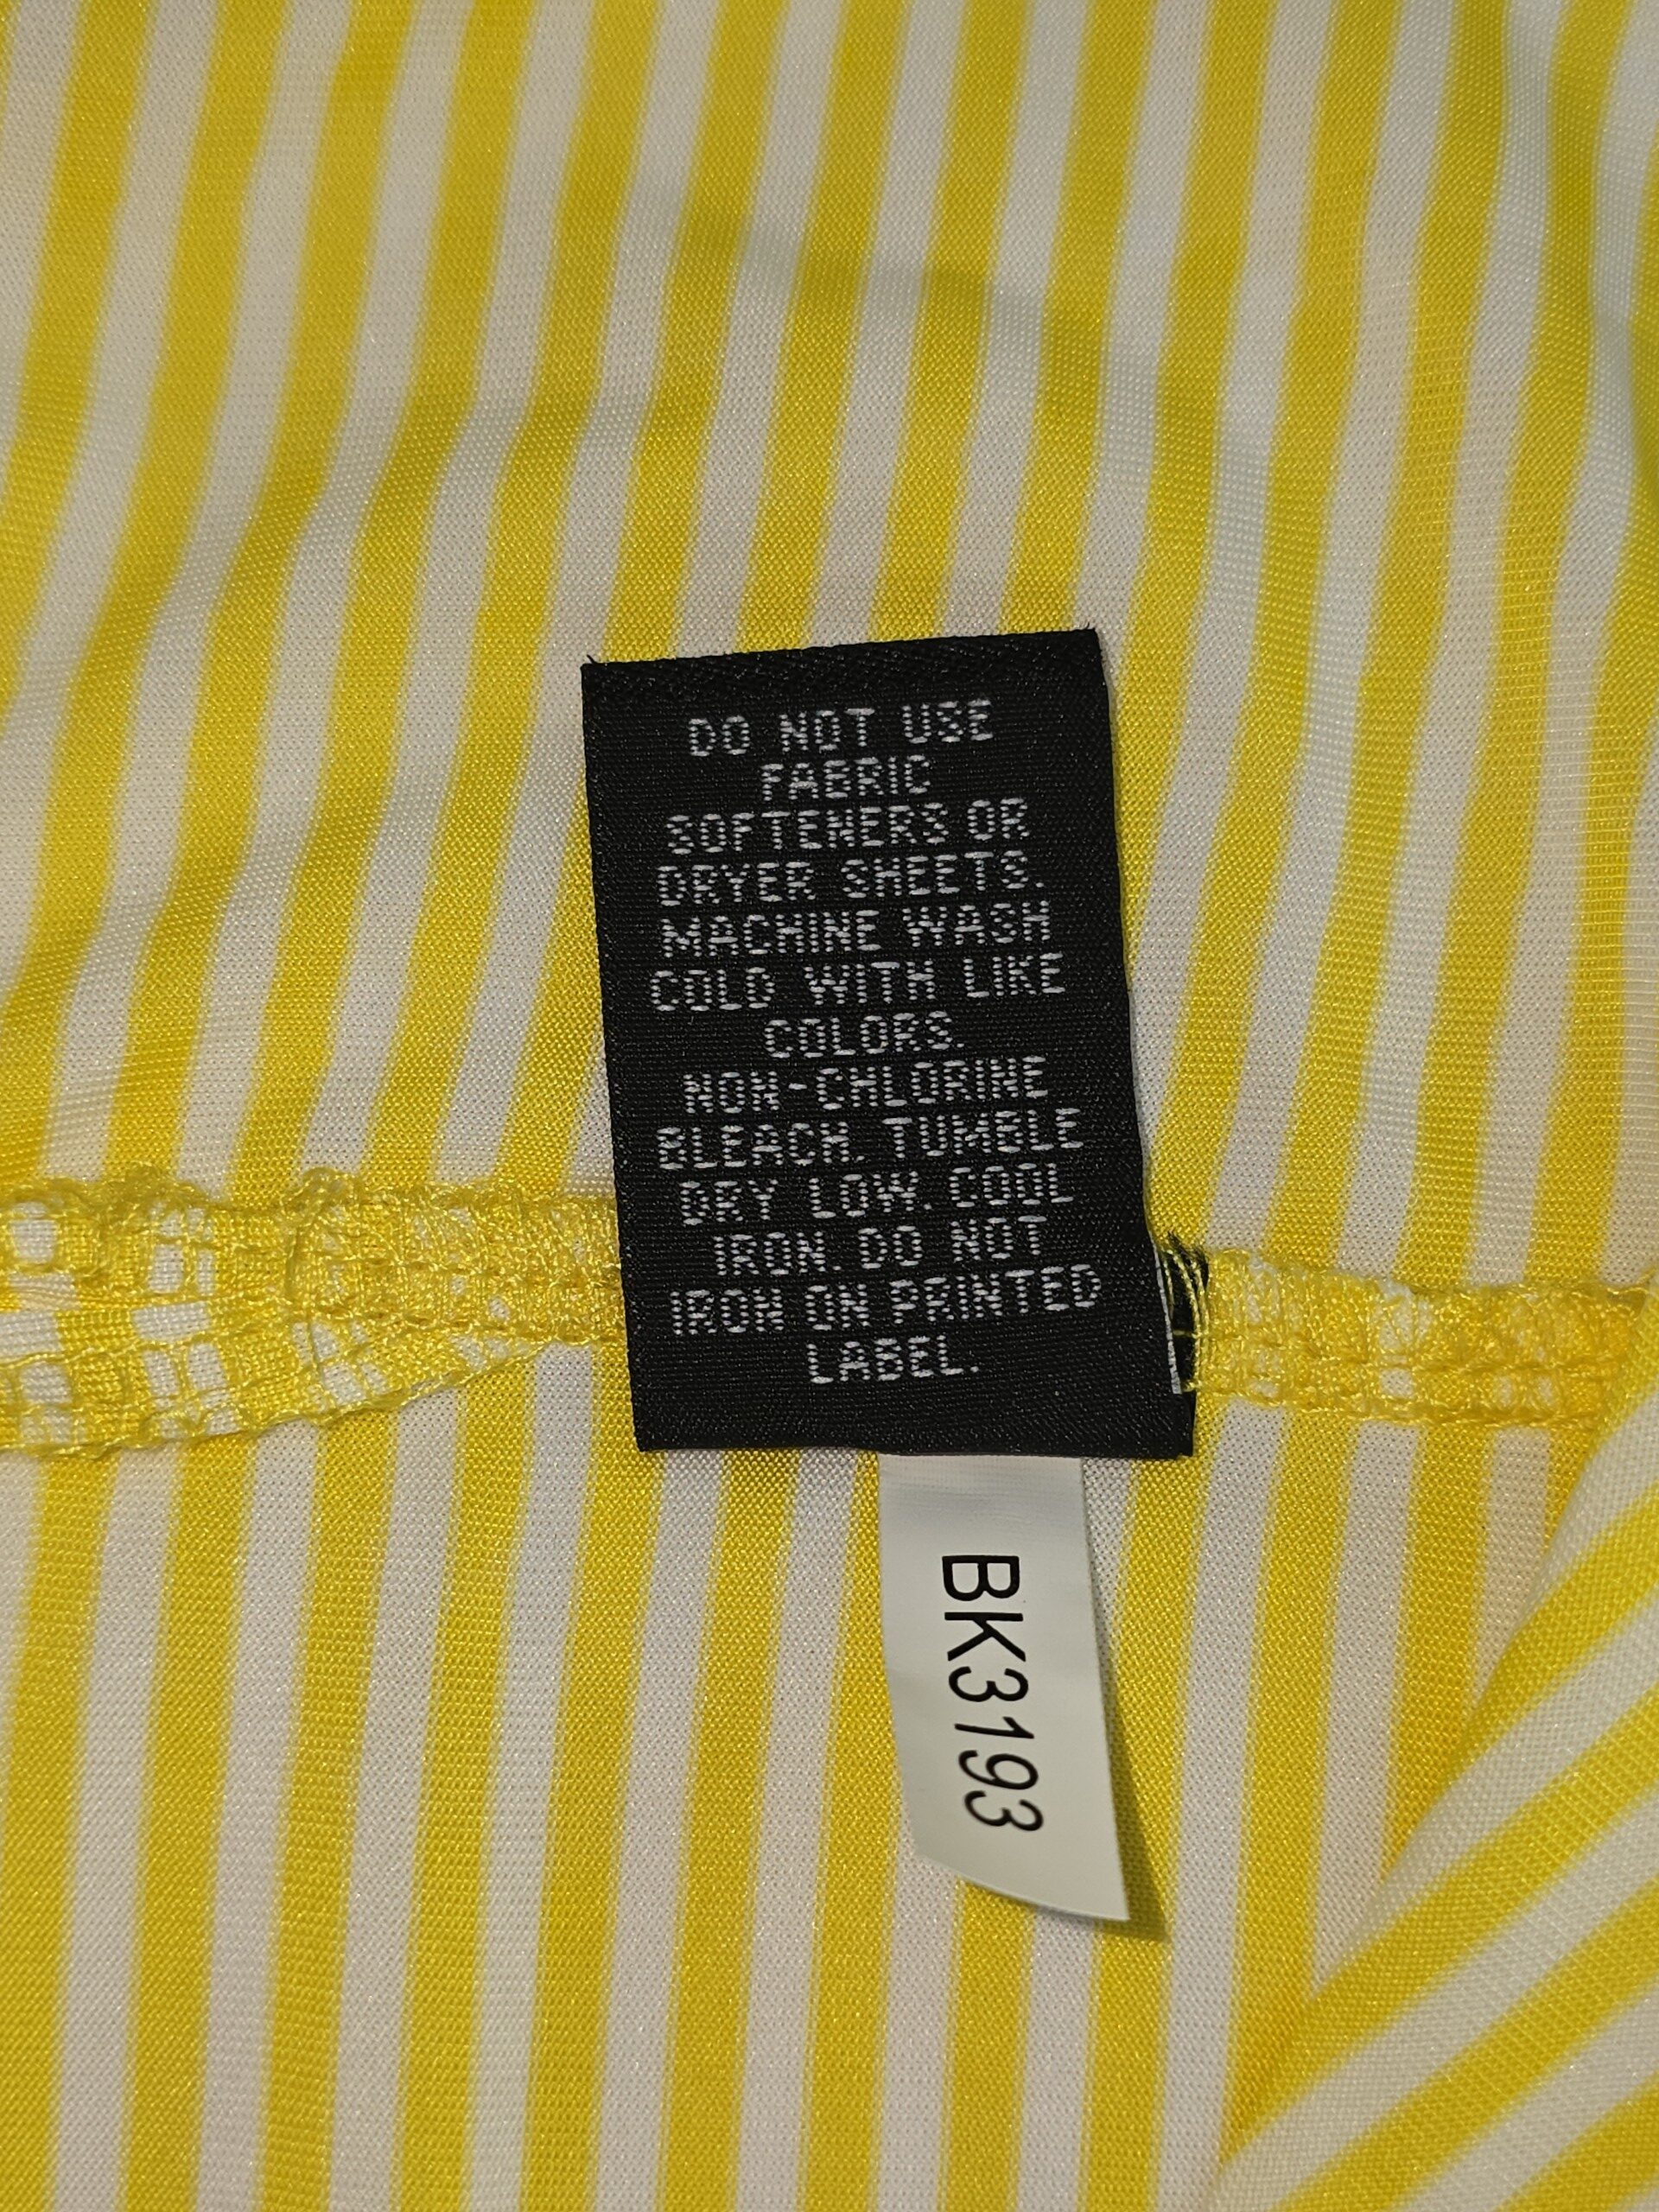 DO NOT USE
FABRIC
SOFTENERS OR
DRYER SHEETS.
MACHINE WASH
COLD WITH LIKE
COLORS.
NON-CHLORINE
BLEACH. TUMBLE
DRY LOW. COOL
IRON. DO NOT
IRON ON PRINTED
LABEL.
BK3193